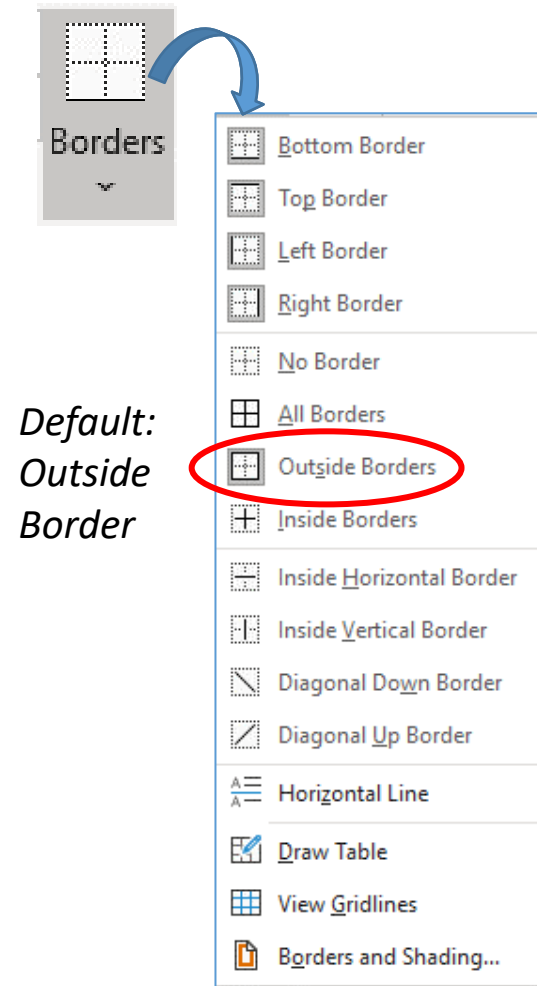 Borders
Bottom Border
Top Border
Left Border
Right Border
No Border
All Borders
Outside Borders
Inside Borders
Inside Horizontal Border
Inside Vertical Border
Diagonal Down Border
Diagonal Up Border
Horizontal Line
Draw Table
View Gridlines
Borders and Shading...
Default:
Outside
Border